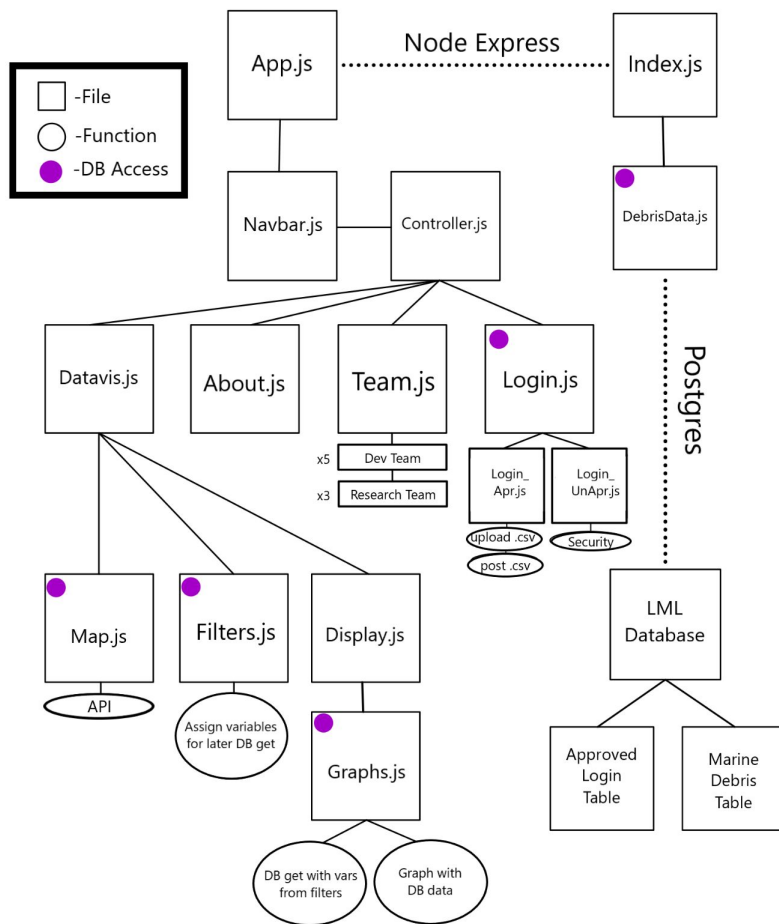 Node Express
App.js
Index.js
-File
-Function
-DB Access
Navbar.js
Controller.js
DebrisData.js
Postgres
Datavis.js
About.js
Team.js
Login.js
x5
Dev Team
x3
Research Team
Login_
Apr.js
Login_
UnApr.js
upload .csv
post .csv
Security
Map.js
Filters.js
Display.js
LML
Database
API
Assign variables
for later DB get
Graphs.js
Approved
Login
Table
Marine
Debris
Table
DB get with vars
from filters
Graph with
DB data